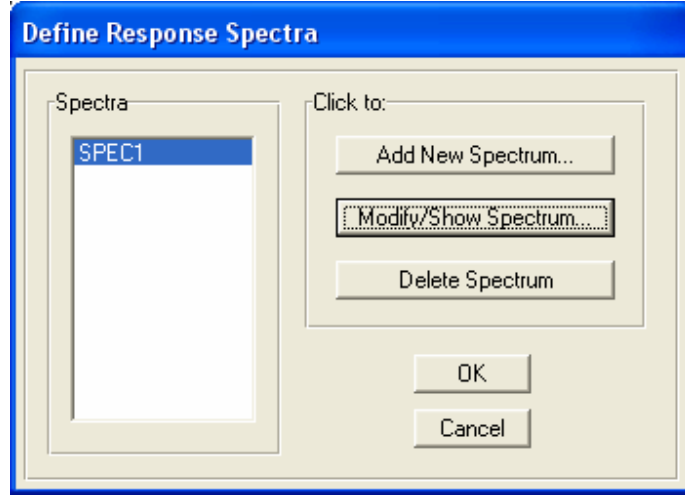 Define Response Spectra
Spectra
SPEC1
Click to:
Add New Spectrum...
Modify/Show Spectrum...
Delete Spectrum
OK
Cancel